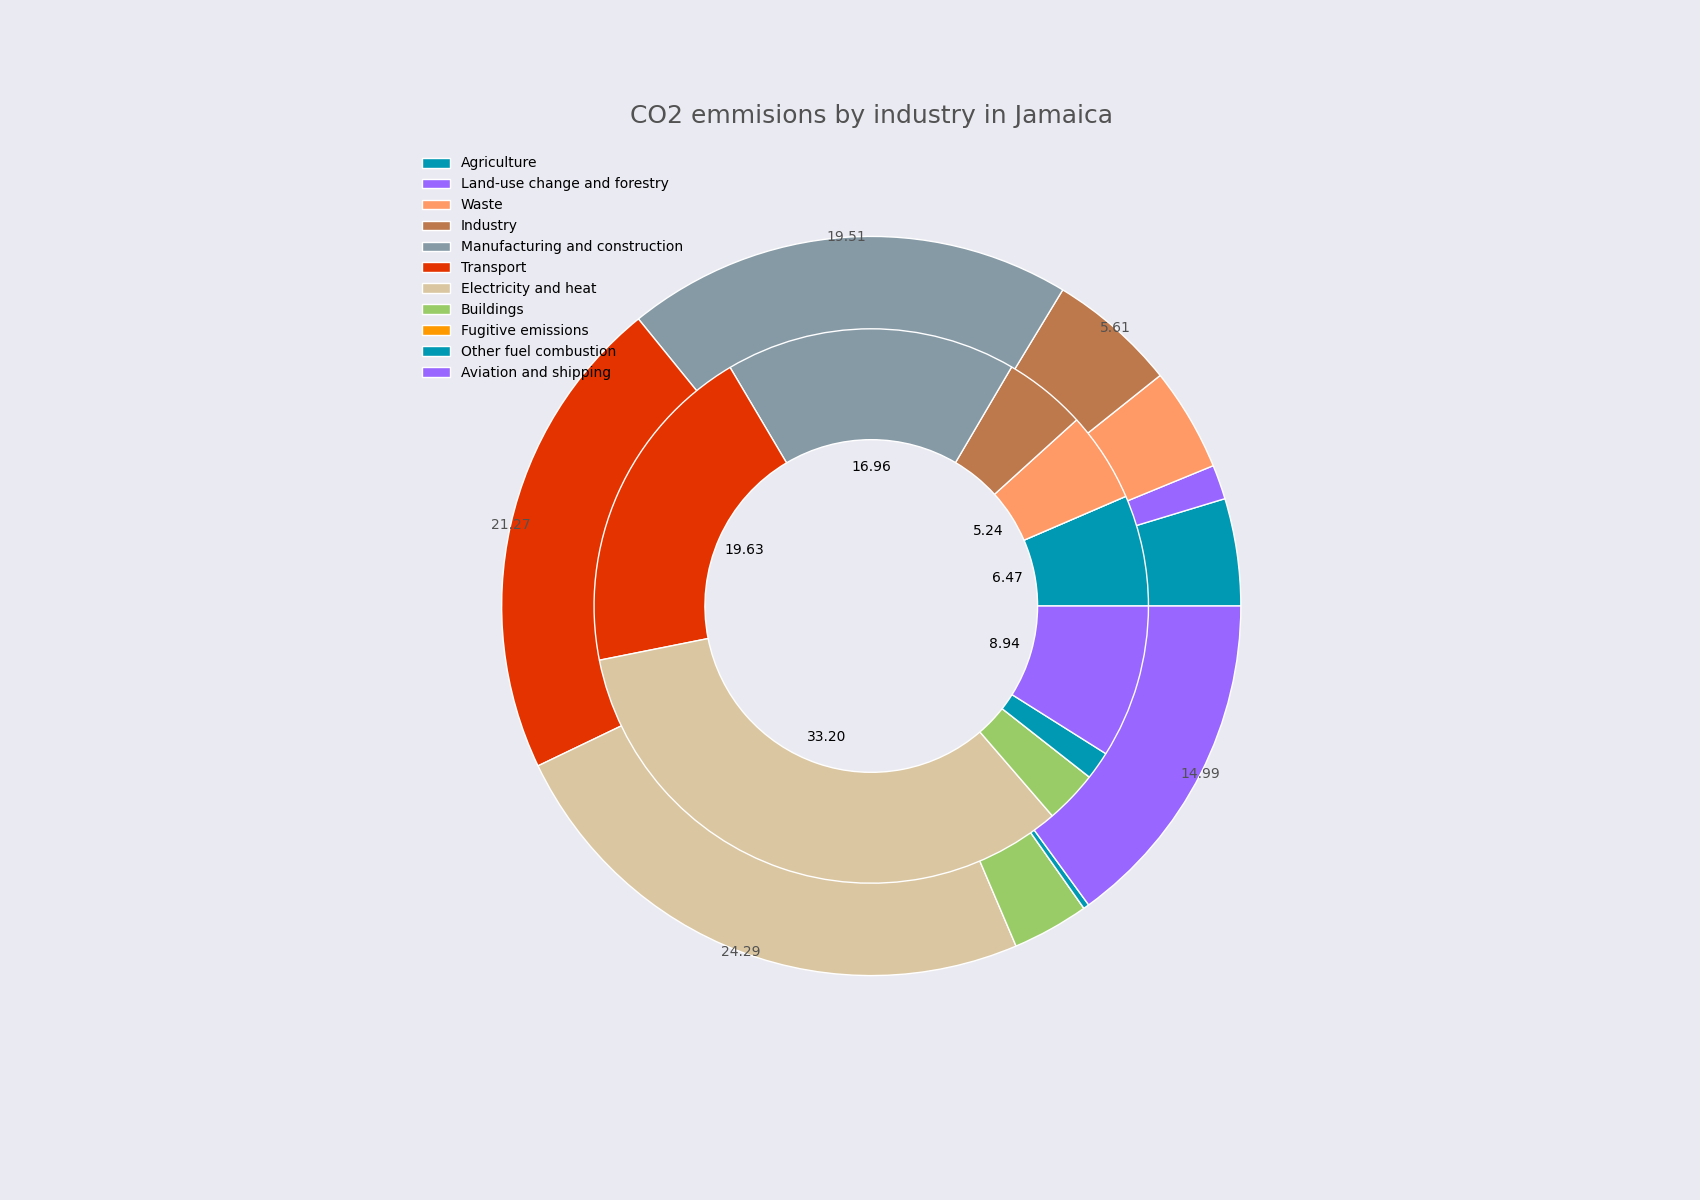 CO2 emmisions by industry in Jamaica
Agriculture
Land-use change and forestry
Waste
Industry
Manufacturing and construction
Transport
Electricity and heat
Buildings
Fugitive emissions
Other fuel combustion
Aviation and shipping
19.51
5.61
21.27
24.29
14.99
16.96
5.24
19.63
6.47
8.94
33.20